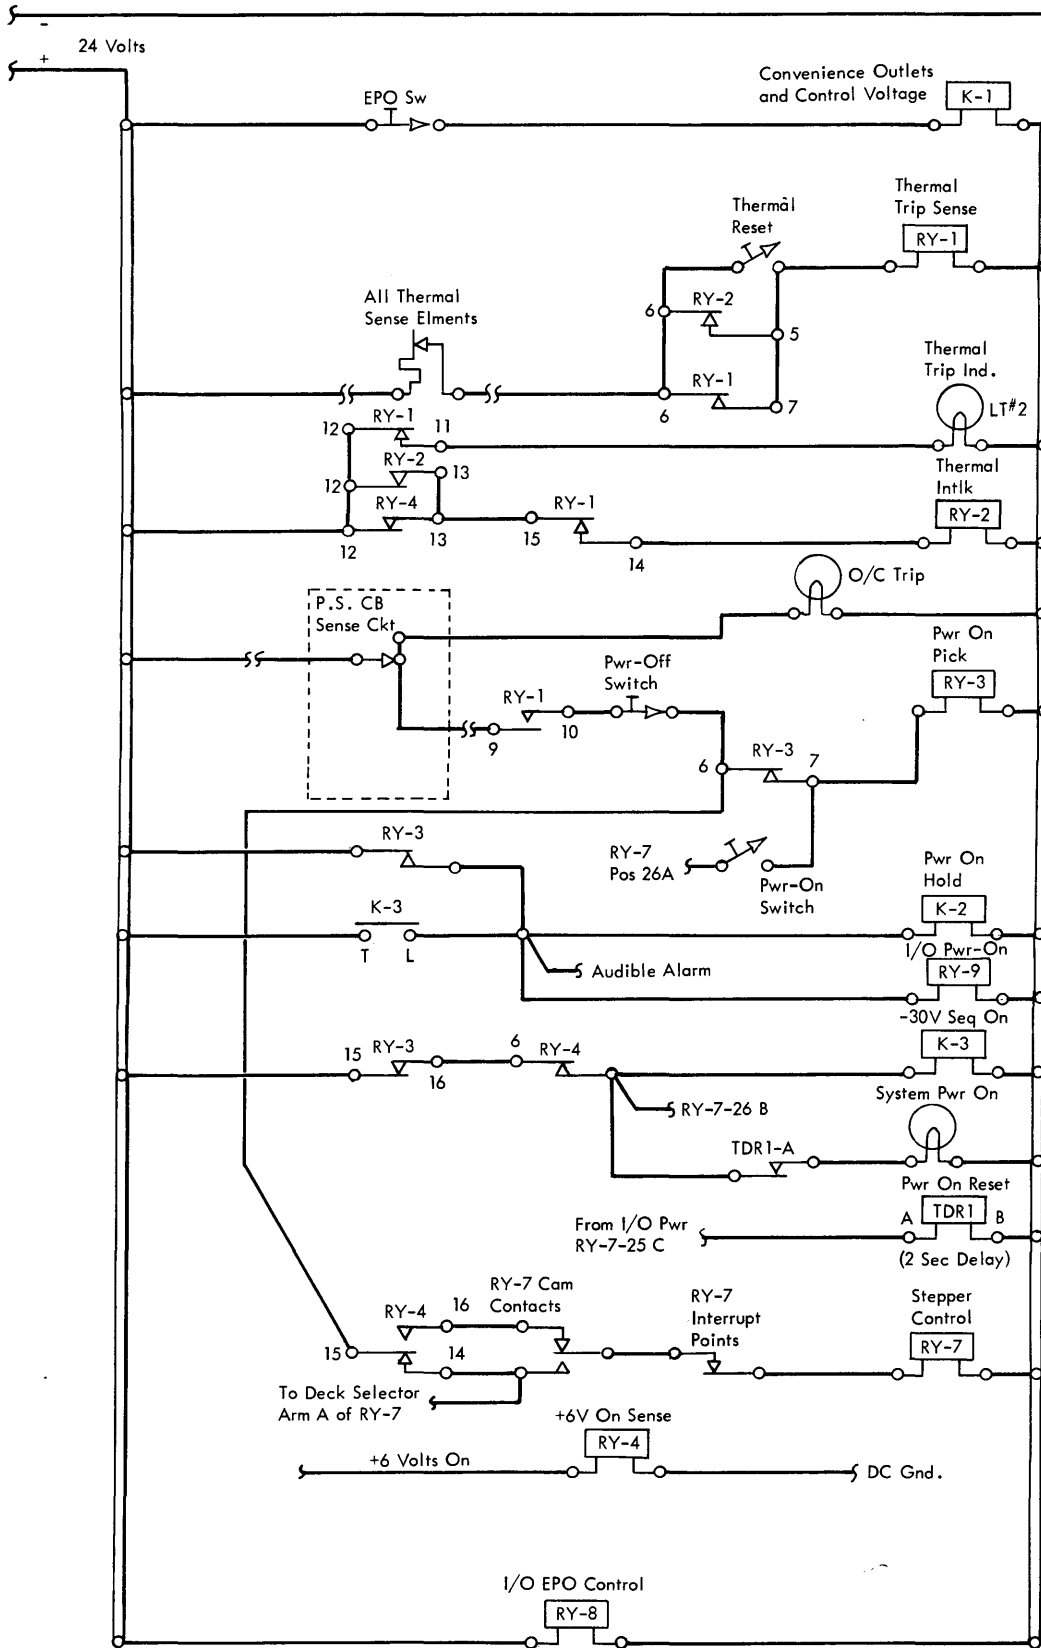 -
24 Volts
+
EPO Sw
Convenience Outlets
and Control Voltage
K-1
Thermal
Reset
Thermal
Trip Sense
RY-1
All Thermal
Sense Elments
6
RY-2
5
RY-1
6
7
Thermal
Trip Ind.
LT#2
12
RY-1
11
RY-2
12
13
RY-4
12
13
15
RY-1
14
Thermal
Intlk
RY-2
O/C Trip
P.S. CB
Sense Ckt
RY-1
9
10
Pwr-Off
Switch
Pwr On
Pick
RY-3
6
RY-3
7
RY-3
RY-7
Pos 26A
Pwr-On
Switch
Pwr On
Hold
K-2
K-3
T
L
Audible Alarm
I/O Pwr-On
RY-9
-30V Seq On
K-3
15
RY-3
16
6
RY-4
RY-7-26 B
System Pwr On
TDR1-A
Pwr On Reset
From I/O Pwr
RY-7-25 C
A
TDR1
B
(2 Sec Delay)
RY-4
16
RY-7 Cam
Contacts
RY-7
Interrupt
Points
Stepper
Control
RY-7
15
14
To Deck Selector
Arm A of RY-7
+6V On Sense
RY-4
+6 Volts On
DC Gnd.
I/O EPO Control
RY-8